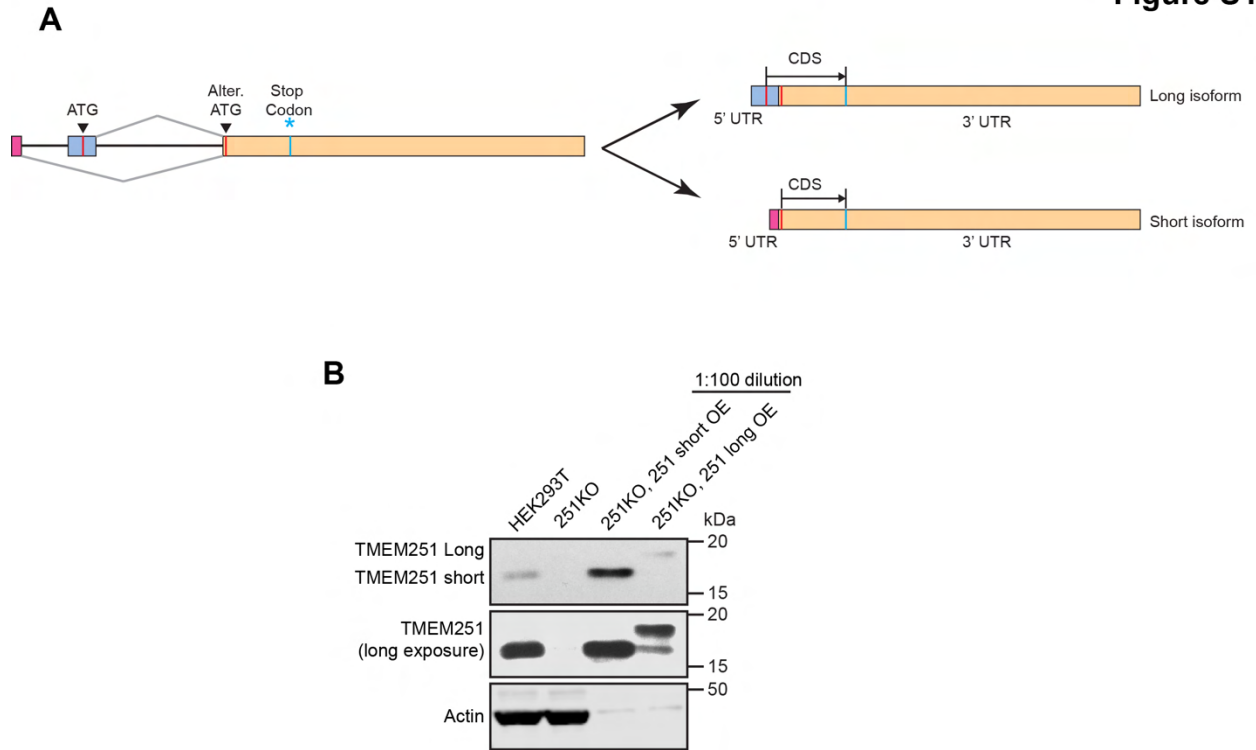 A
ATG
Alter.
ATG
Stop
Codon
*
CDS
5' UTR
3' UTR
Long isoform
CDS
5' UTR
3' UTR
Short isoform
B
1:100 dilution
HEK293T
251KO
251KO, 251 short OE
251KO, 251 long OE
kDa
TMEM251 Long
TMEM251 short
20
15
TMEM251
(long exposure)
20
15
Actin
50